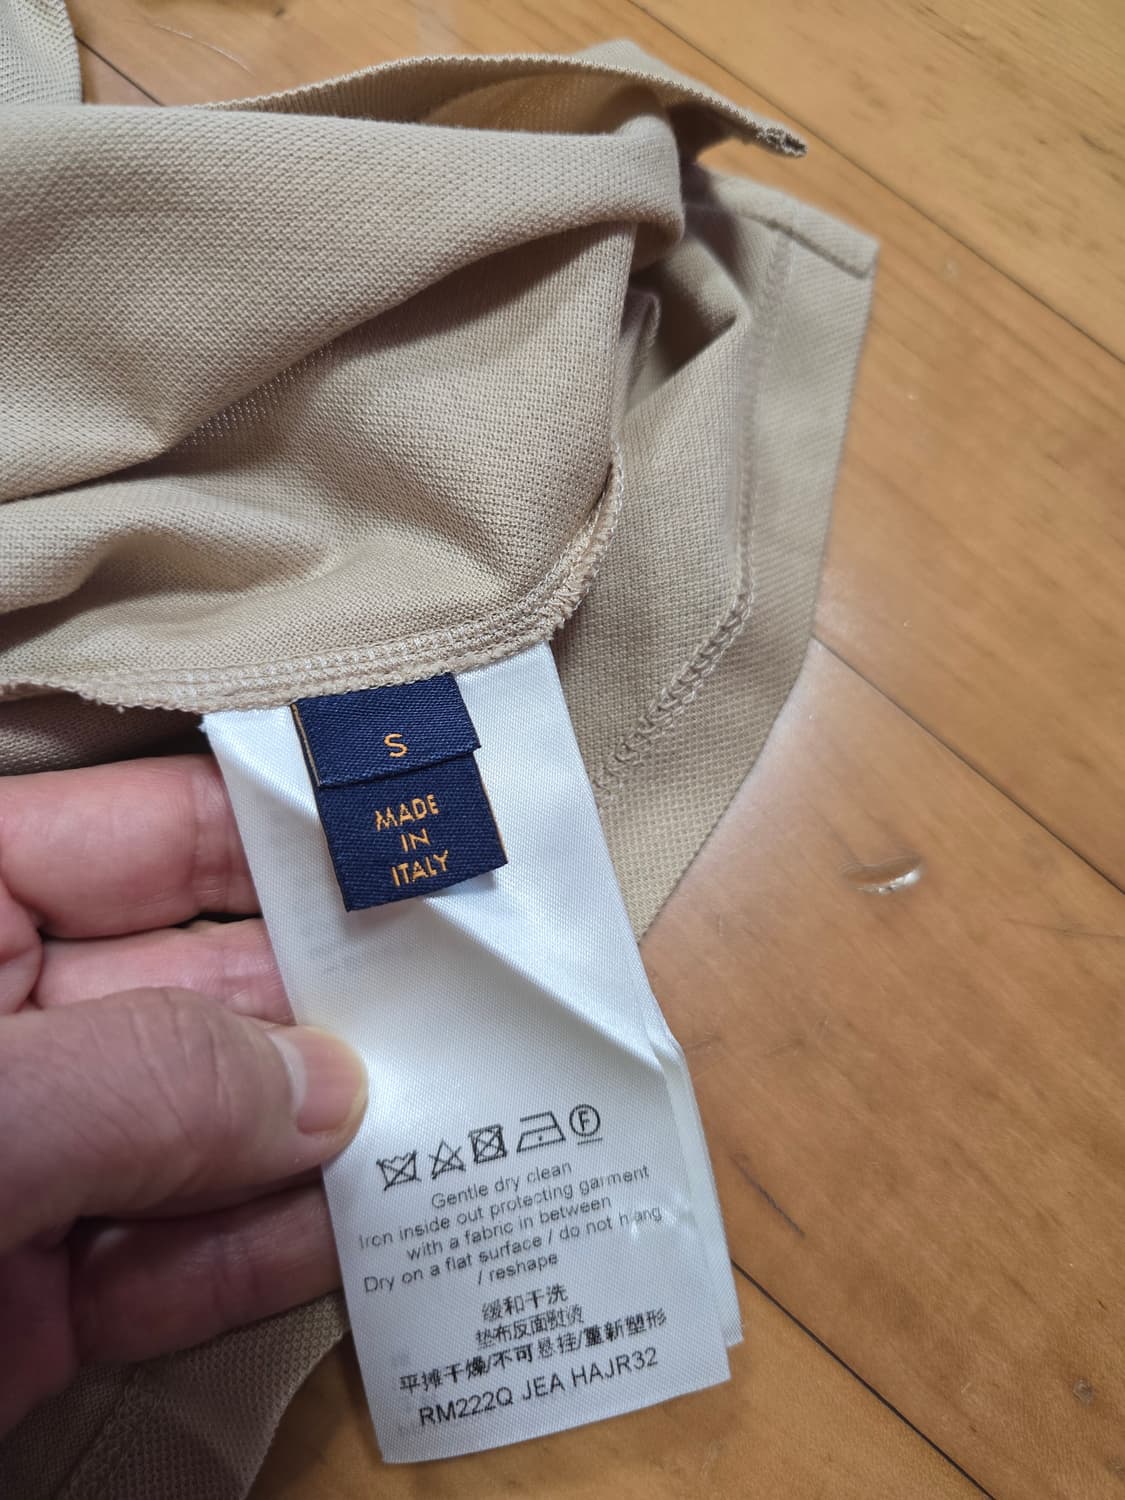 S
MADE
IN
ITALY
F
Gentle dry clean
Iron inside out protecting garment
with a fabric in between
Dry on a flat surface / do not hang
/ reshape
缓和干洗
垫布反面熨烫
平摊干燥/不可悬挂/重新塑形
RM222Q JEA HAJR32